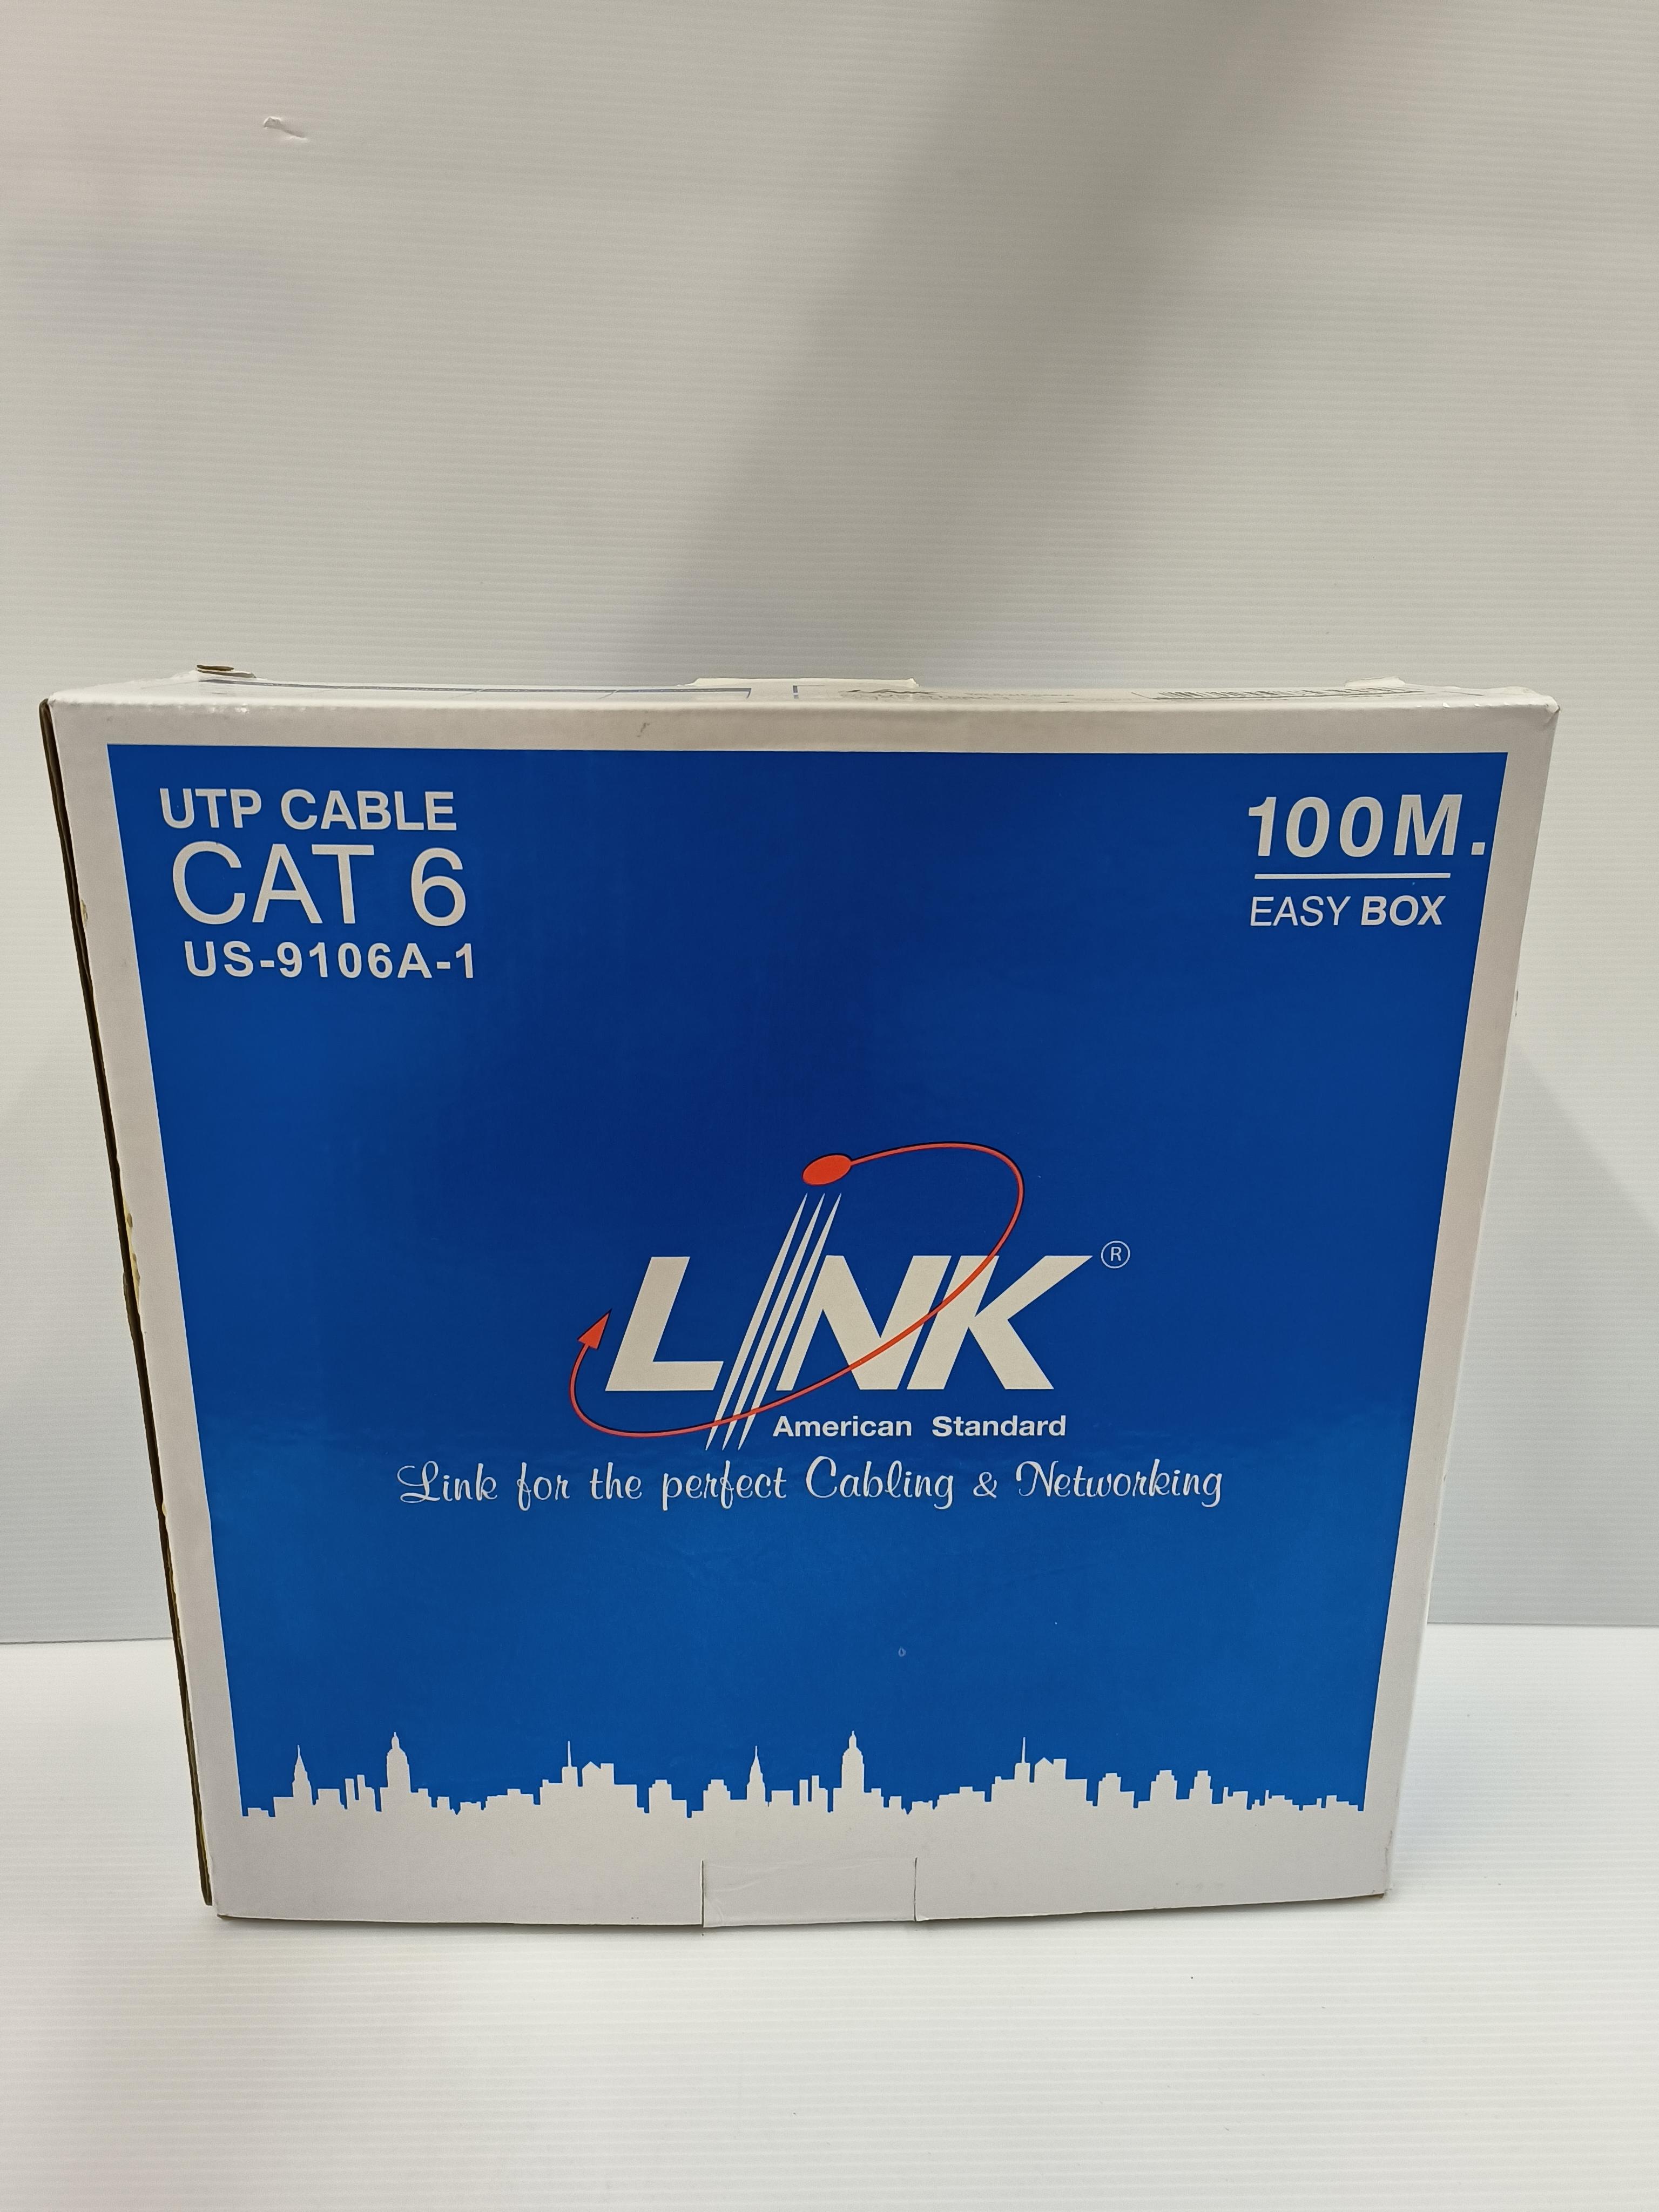 UTP CABLE
CAT 6
US-9106A-1
100M.
EASY BOX
LINK®
American Standard
Link for the perfect Cabling & Networking